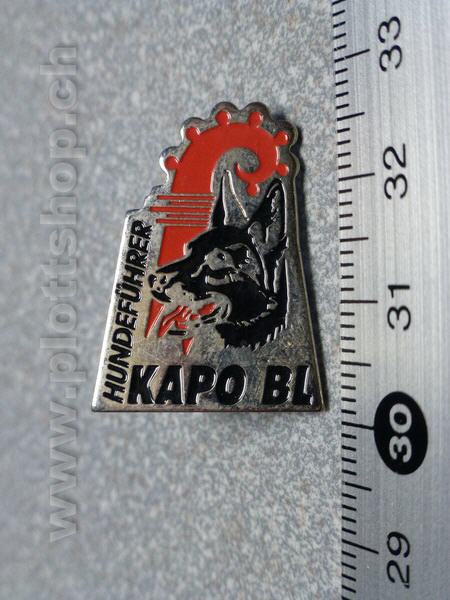 www.plottshop.ch
HUNDEFÜHRER
KAPO BL
33
32
31
30
29